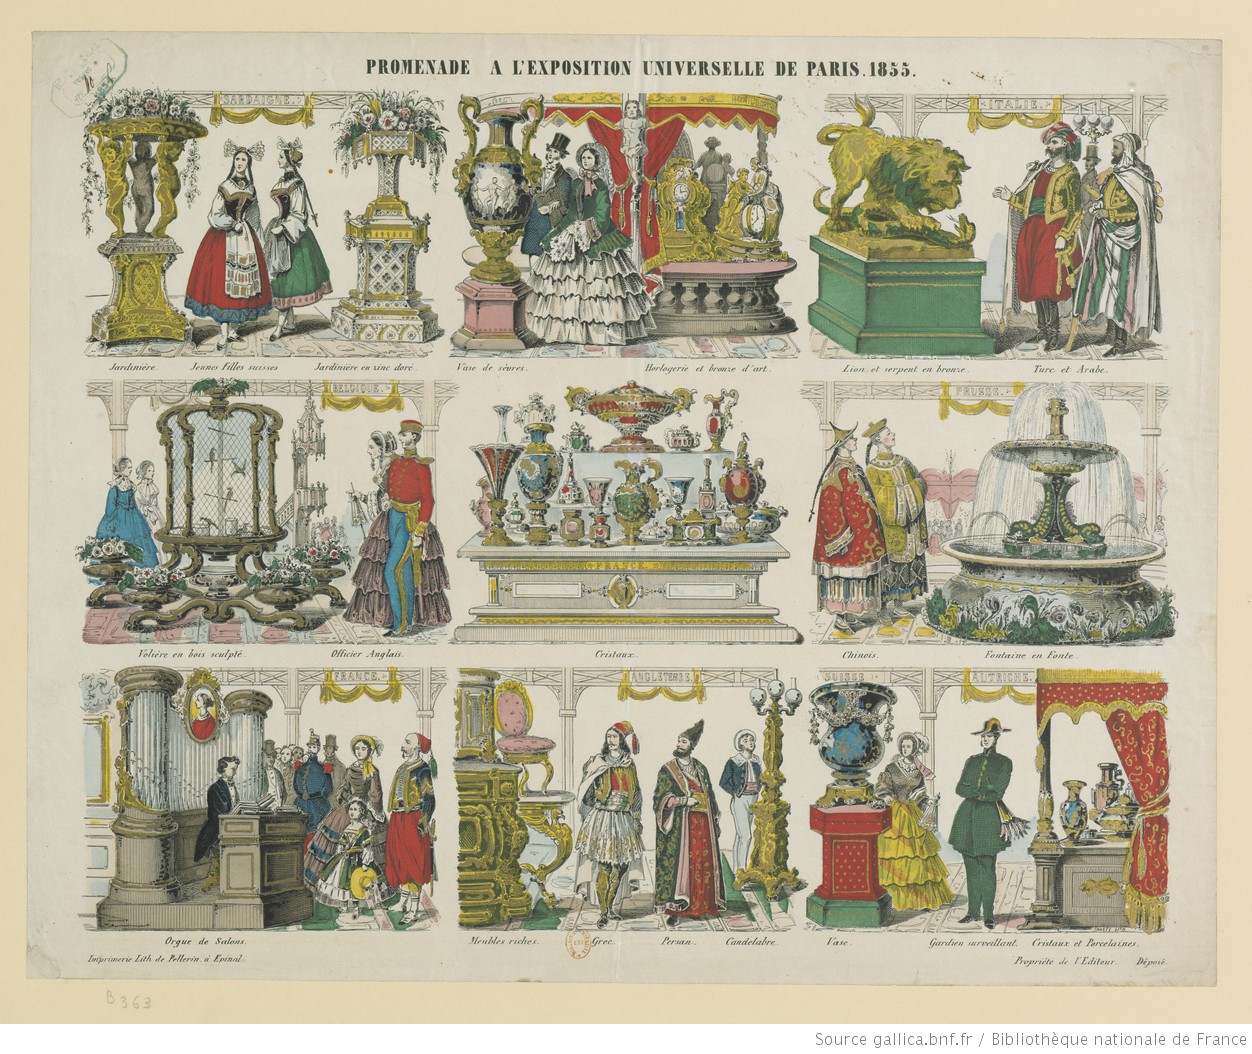 PROMENADE A L'EXPOSITION UNIVERSELLE DE PARIS. 1855.
SARDAIGNE.
ITALIE.
Jardinière. Jeunes Filles suisses Jardinière en zinc doré.
Vase de sèvres. Horlogerie et bronze d'art.
Lion et serpent en bronze. Turc et Arabe.
BELGIQUE.
PRUSSE.
FRANCE
Volière en bois sculpté. Officier Anglais.
Cristaux.
Chinois. Fontaine en Fonte.
FRANCE.
ANGLETERRE.
SUISSE
AUTRICHE.
Orgue de Salons.
Meubles riches. Grec. Persan. Candelabre.
Vase. Gardien surveillant. Cristaux et Porcelaines.
Imprimerie Lith. de Pellerin, à Epinal.
Propriété de l'Editeur. Déposé.
B 363
Source gallica.bnf.fr / Bibliothèque nationale de France